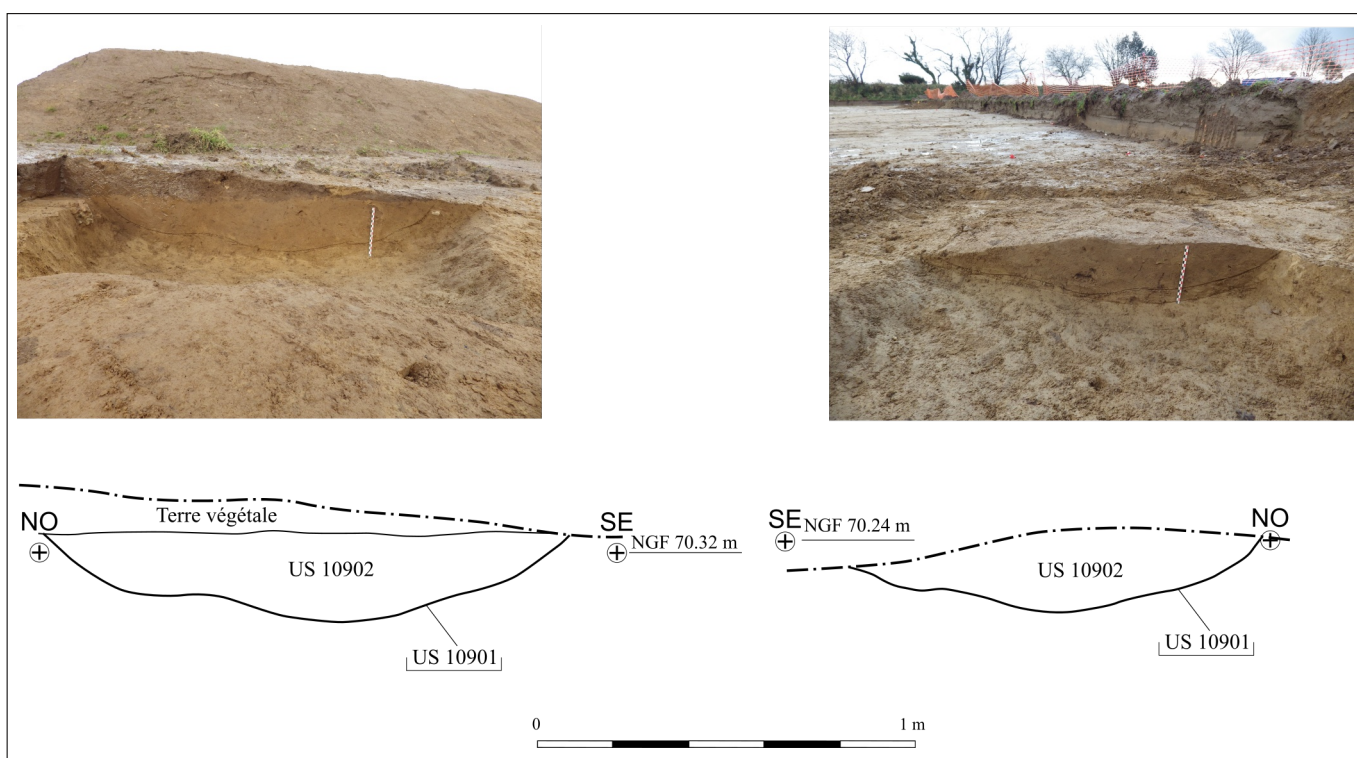 NO
Terre végétale
SE
NGF 70.32 m
US 10902
US 10901
SE
NGF 70.24 m
NO
US 10902
US 10901
0
1 m